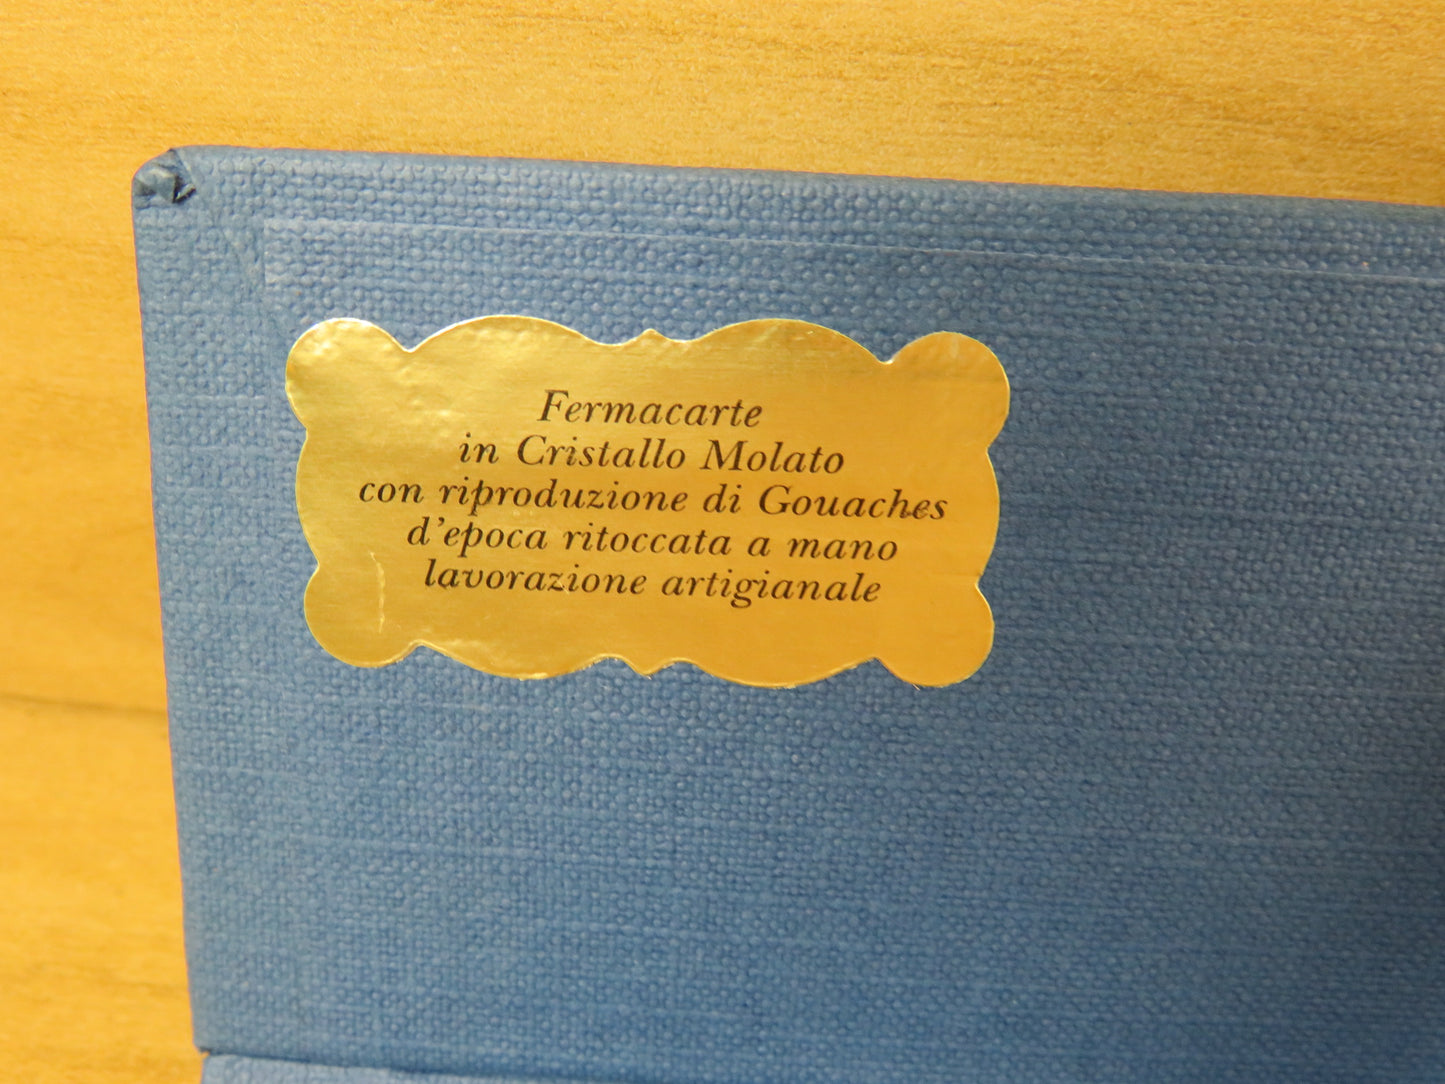 Fermacarte
in Cristallo Molato
con riproduzione di Gouaches
d'epoca ritoccata a mano
lavorazione artigianale